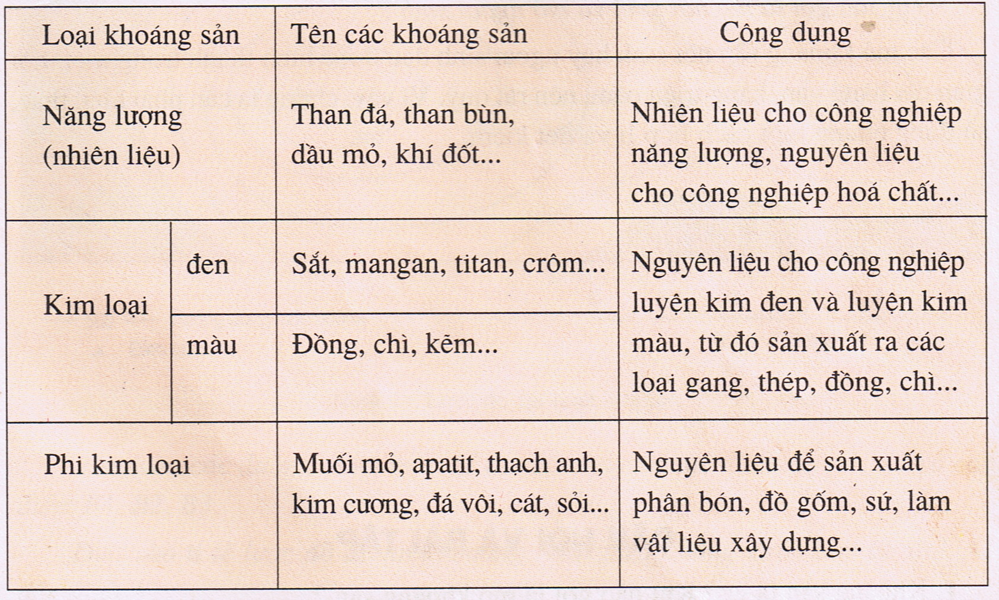 Loại khoáng sản
Tên các khoáng sản
Công dụng
Năng lượng
(nhiên liệu)
Than đá, than bùn,
dầu mỏ, khí đốt...
Nhiên liệu cho công nghiệp
năng lượng, nguyên liệu
cho công nghiệp hoá chất...
Kim loại
đen
Sắt, mangan, titan, crôm...
màu
Đồng, chì, kẽm...
Nguyên liệu cho công nghiệp
luyện kim đen và luyện kim
màu, từ đó sản xuất ra các
loại gang, thép, đồng, chì...
Phi kim loại
Muối mỏ, apatit, thạch anh,
kim cương, đá vôi, cát, sỏi...
Nguyên liệu để sản xuất
phân bón, đồ gốm, sứ, làm
vật liệu xây dựng...